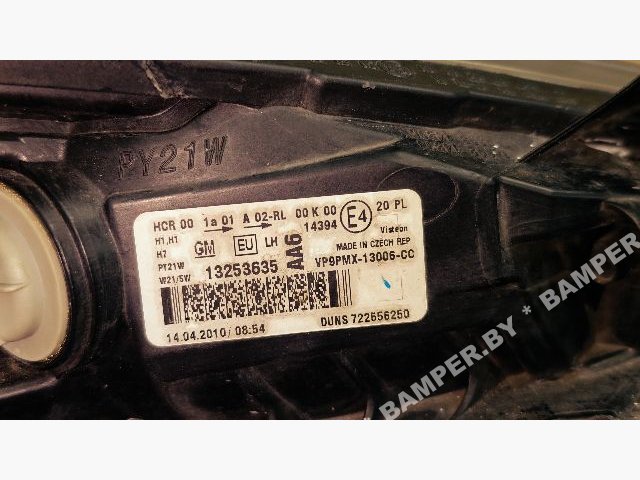 PY21W
HCR 00 1a 01 A 02-RL 00 K 00 E4 20 PL
14394
H1,H1
H7
PY21W
W21/5W
GM EU LH AA6
Visteon
MADE IN CZECH REP
13253635
VP9PMX-13006-CC
14.04.2010/ 08:54
DUNS 722656250
BAMPER.BY * BAMPER.BY * BAMPER